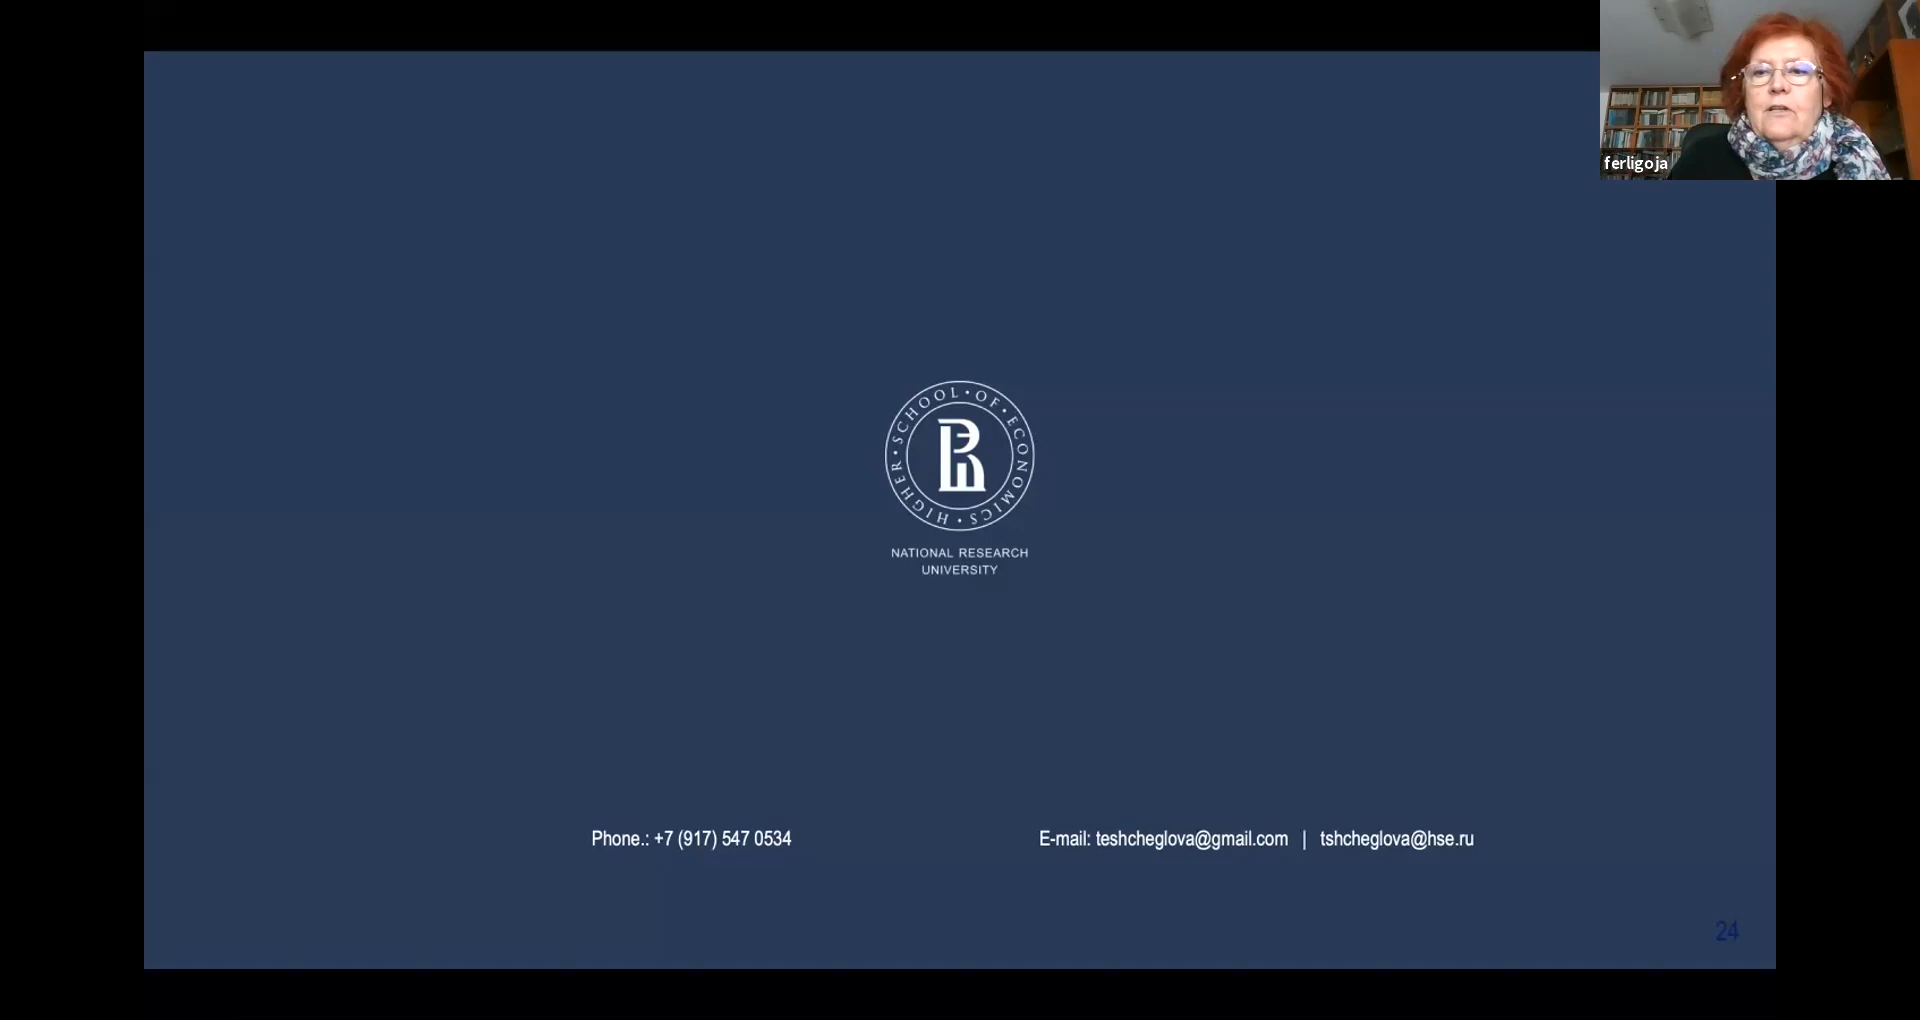 ferligoja
HIGHER • SCHOOL • OF • ECONOMICS •
NATIONAL RESEARCH
UNIVERSITY
Phone.: +7 (917) 547 0534
E-mail: teshcheglova@gmail.com | tshcheglova@hse.ru
24